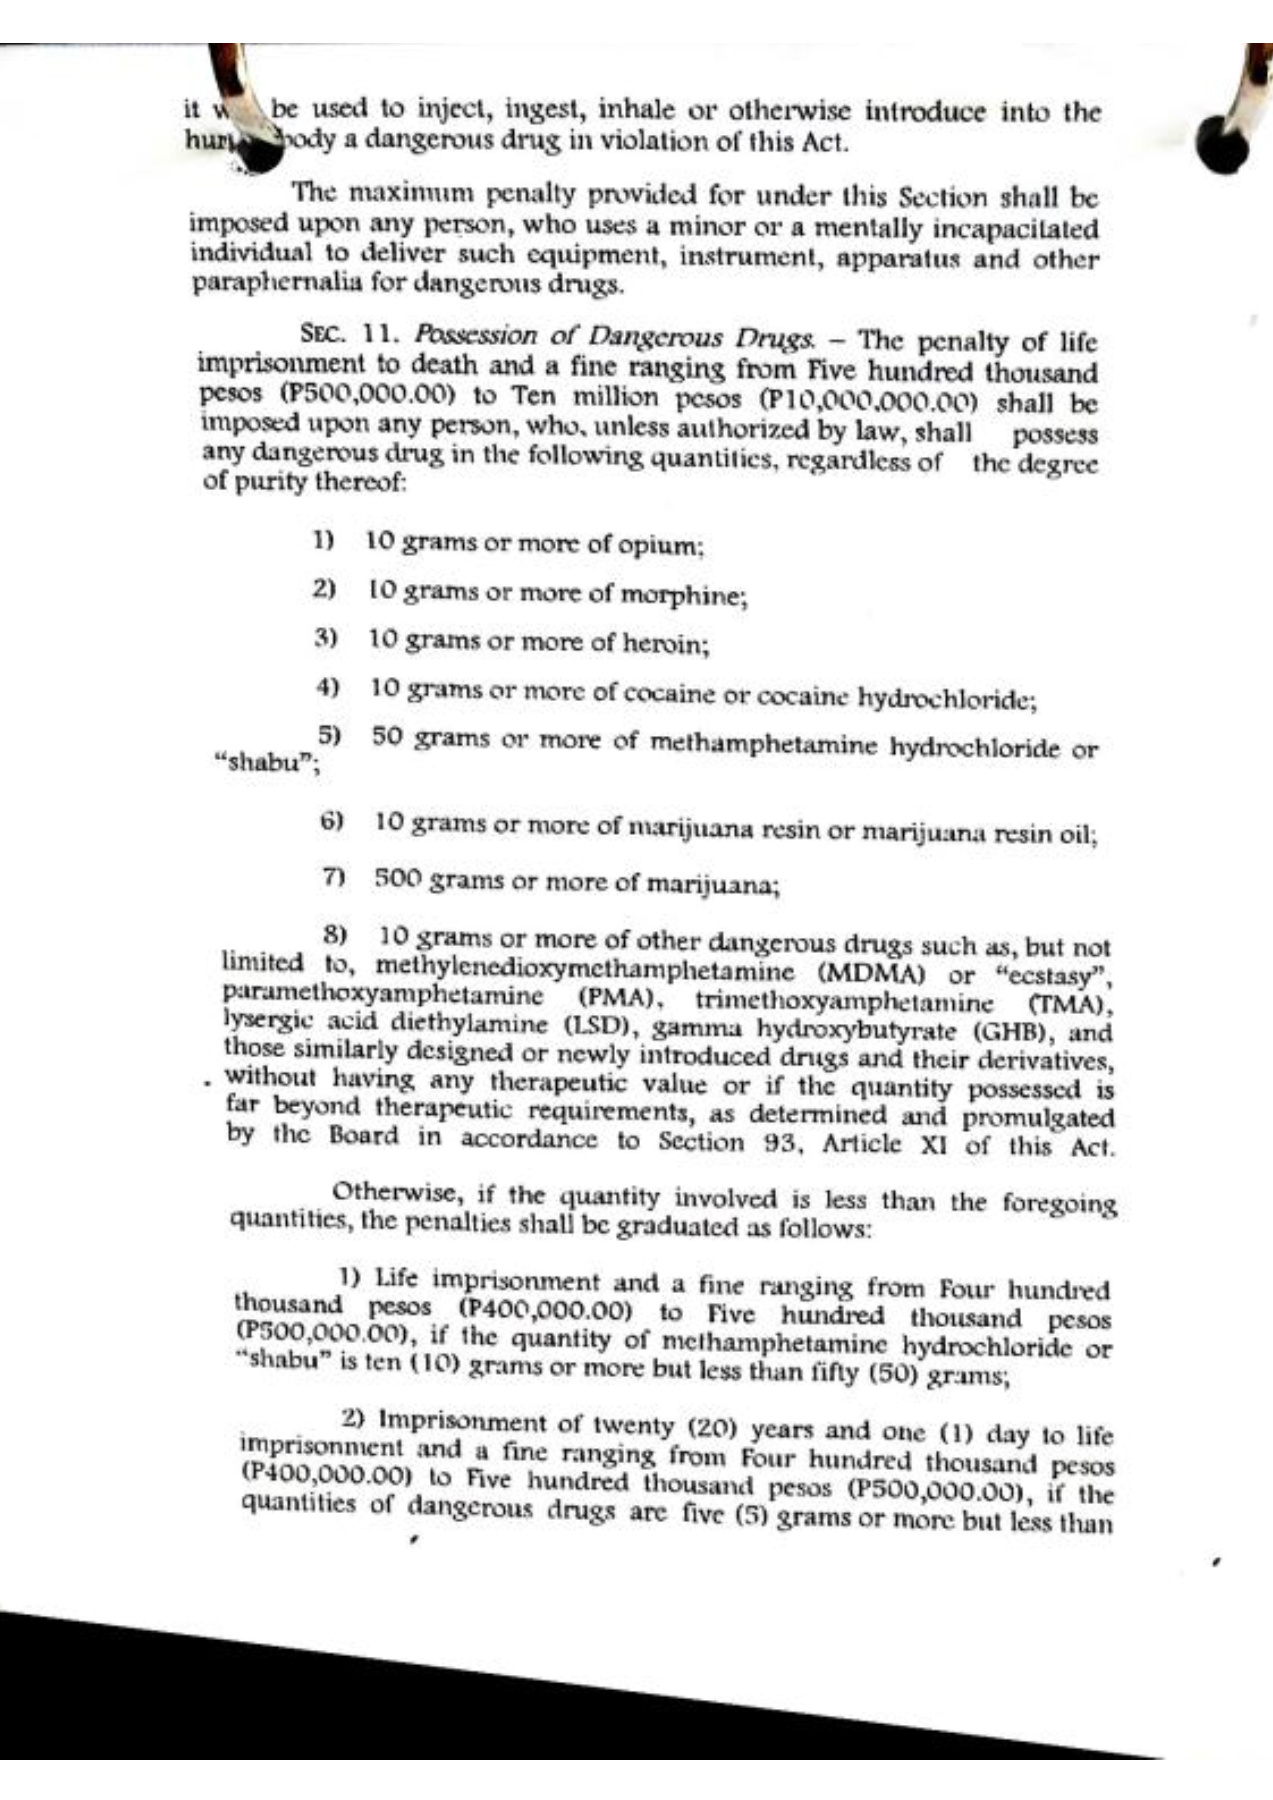 it w be used to inject, ingest, inhale or otherwise introduce into the
body a dangerous drug in violation of this Act.
The maximum penalty provided for under this Section shall be
imposed upon any person, who uses a minor or a mentally incapacitated
individual to deliver such equipment, instrument, apparatus and other
paraphernalia for dangerous drugs.
SEC. 11. Possession of Dangerous Drugs. – The penalty of life
imprisonment to death and a fine ranging from Five hundred thousand
pesos (P500,000.00) to Ten million pesos (P10,000,000.00) shall be
imposed upon any person, who, unless authorized by law, shall possess
any dangerous drug in the following quantities, regardless of the degree
of purity thereof:
1) 10 grams or more of opium;
2) 10 grams or more of morphine;
3) 10 grams or more of heroin;
4) 10 grams or more of cocaine or cocaine hydrochloride;
5) 50 grams or more of methamphetamine hydrochloride or
“shabu”;
6) 10 grams or more of marijuana resin or marijuana resin oil;
7) 500 grams or more of marijuana;
8) 10 grams or more of other dangerous drugs such as, but not
limited to, methylenedioxymethamphetamine (MDMA) or “ecstasy”,
paramethoxyamphetamine (PMA), trimethoxyamphetamine (TMA),
lysergic acid diethylamine (LSD), gamma hydroxybutyrate (GHB), and
those similarly designed or newly introduced drugs and their derivatives,
without having any therapeutic value or if the quantity possessed is
far beyond therapeutic requirements, as determined and promulgated
by the Board in accordance to Section 93, Article XI of this Act.
Otherwise, if the quantity involved is less than the foregoing
quantities, the penalties shall be graduated as follows:
1) Life imprisonment and a fine ranging from Four hundred
thousand pesos (P400,000.00) to Five hundred thousand pesos
(P500,000.00), if the quantity of methamphetamine hydrochloride or
“shabu” is ten (10) grams or more but less than fifty (50) grams;
2) Imprisonment of twenty (20) years and one (1) day to life
imprisonment and a fine ranging from Four hundred thousand pesos
(P400,000.00) to Five hundred thousand pesos (P500,000.00), if the
quantities of dangerous drugs are five (5) grams or more but less than